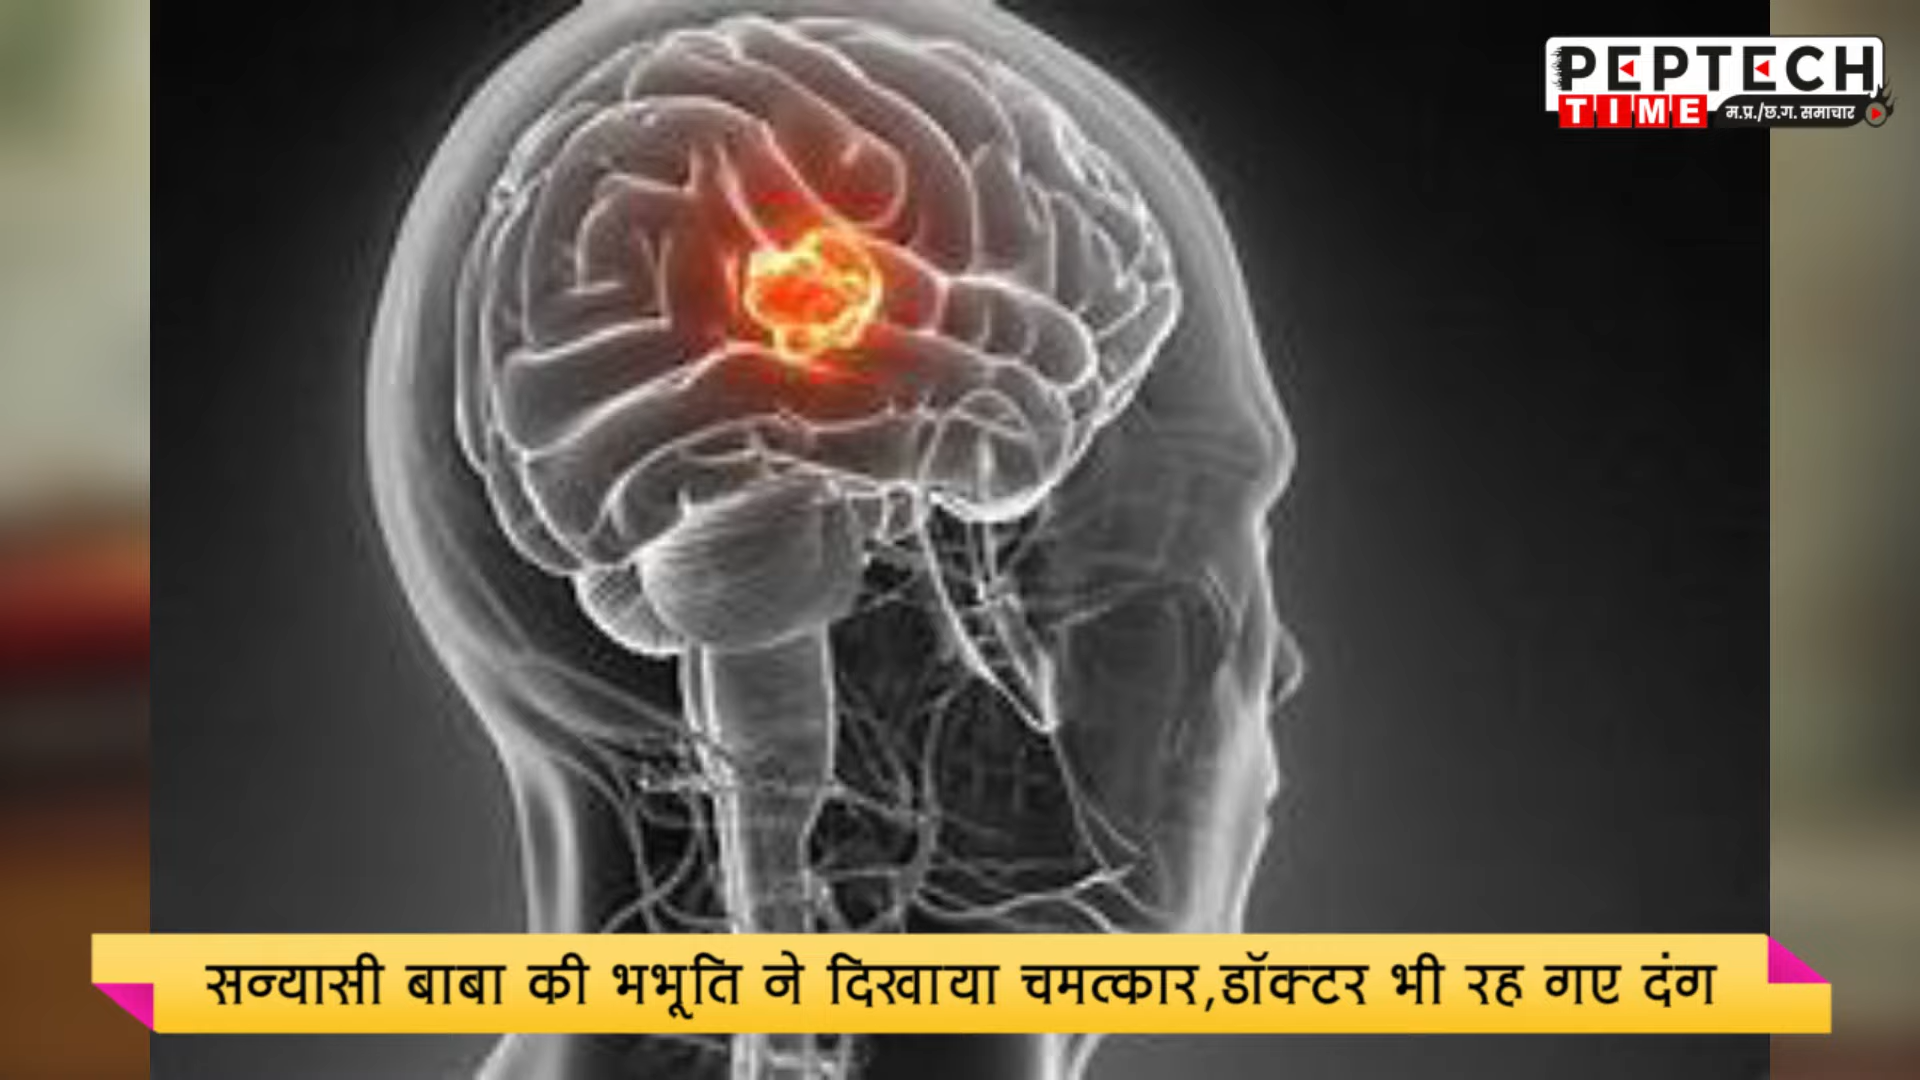 PEPTECH
TIME म.प्र./छ.ग. समाचार
सन्यासी बाबा की भभूति ने दिखाया चमत्कार,डॉक्टर भी रह गए दंग